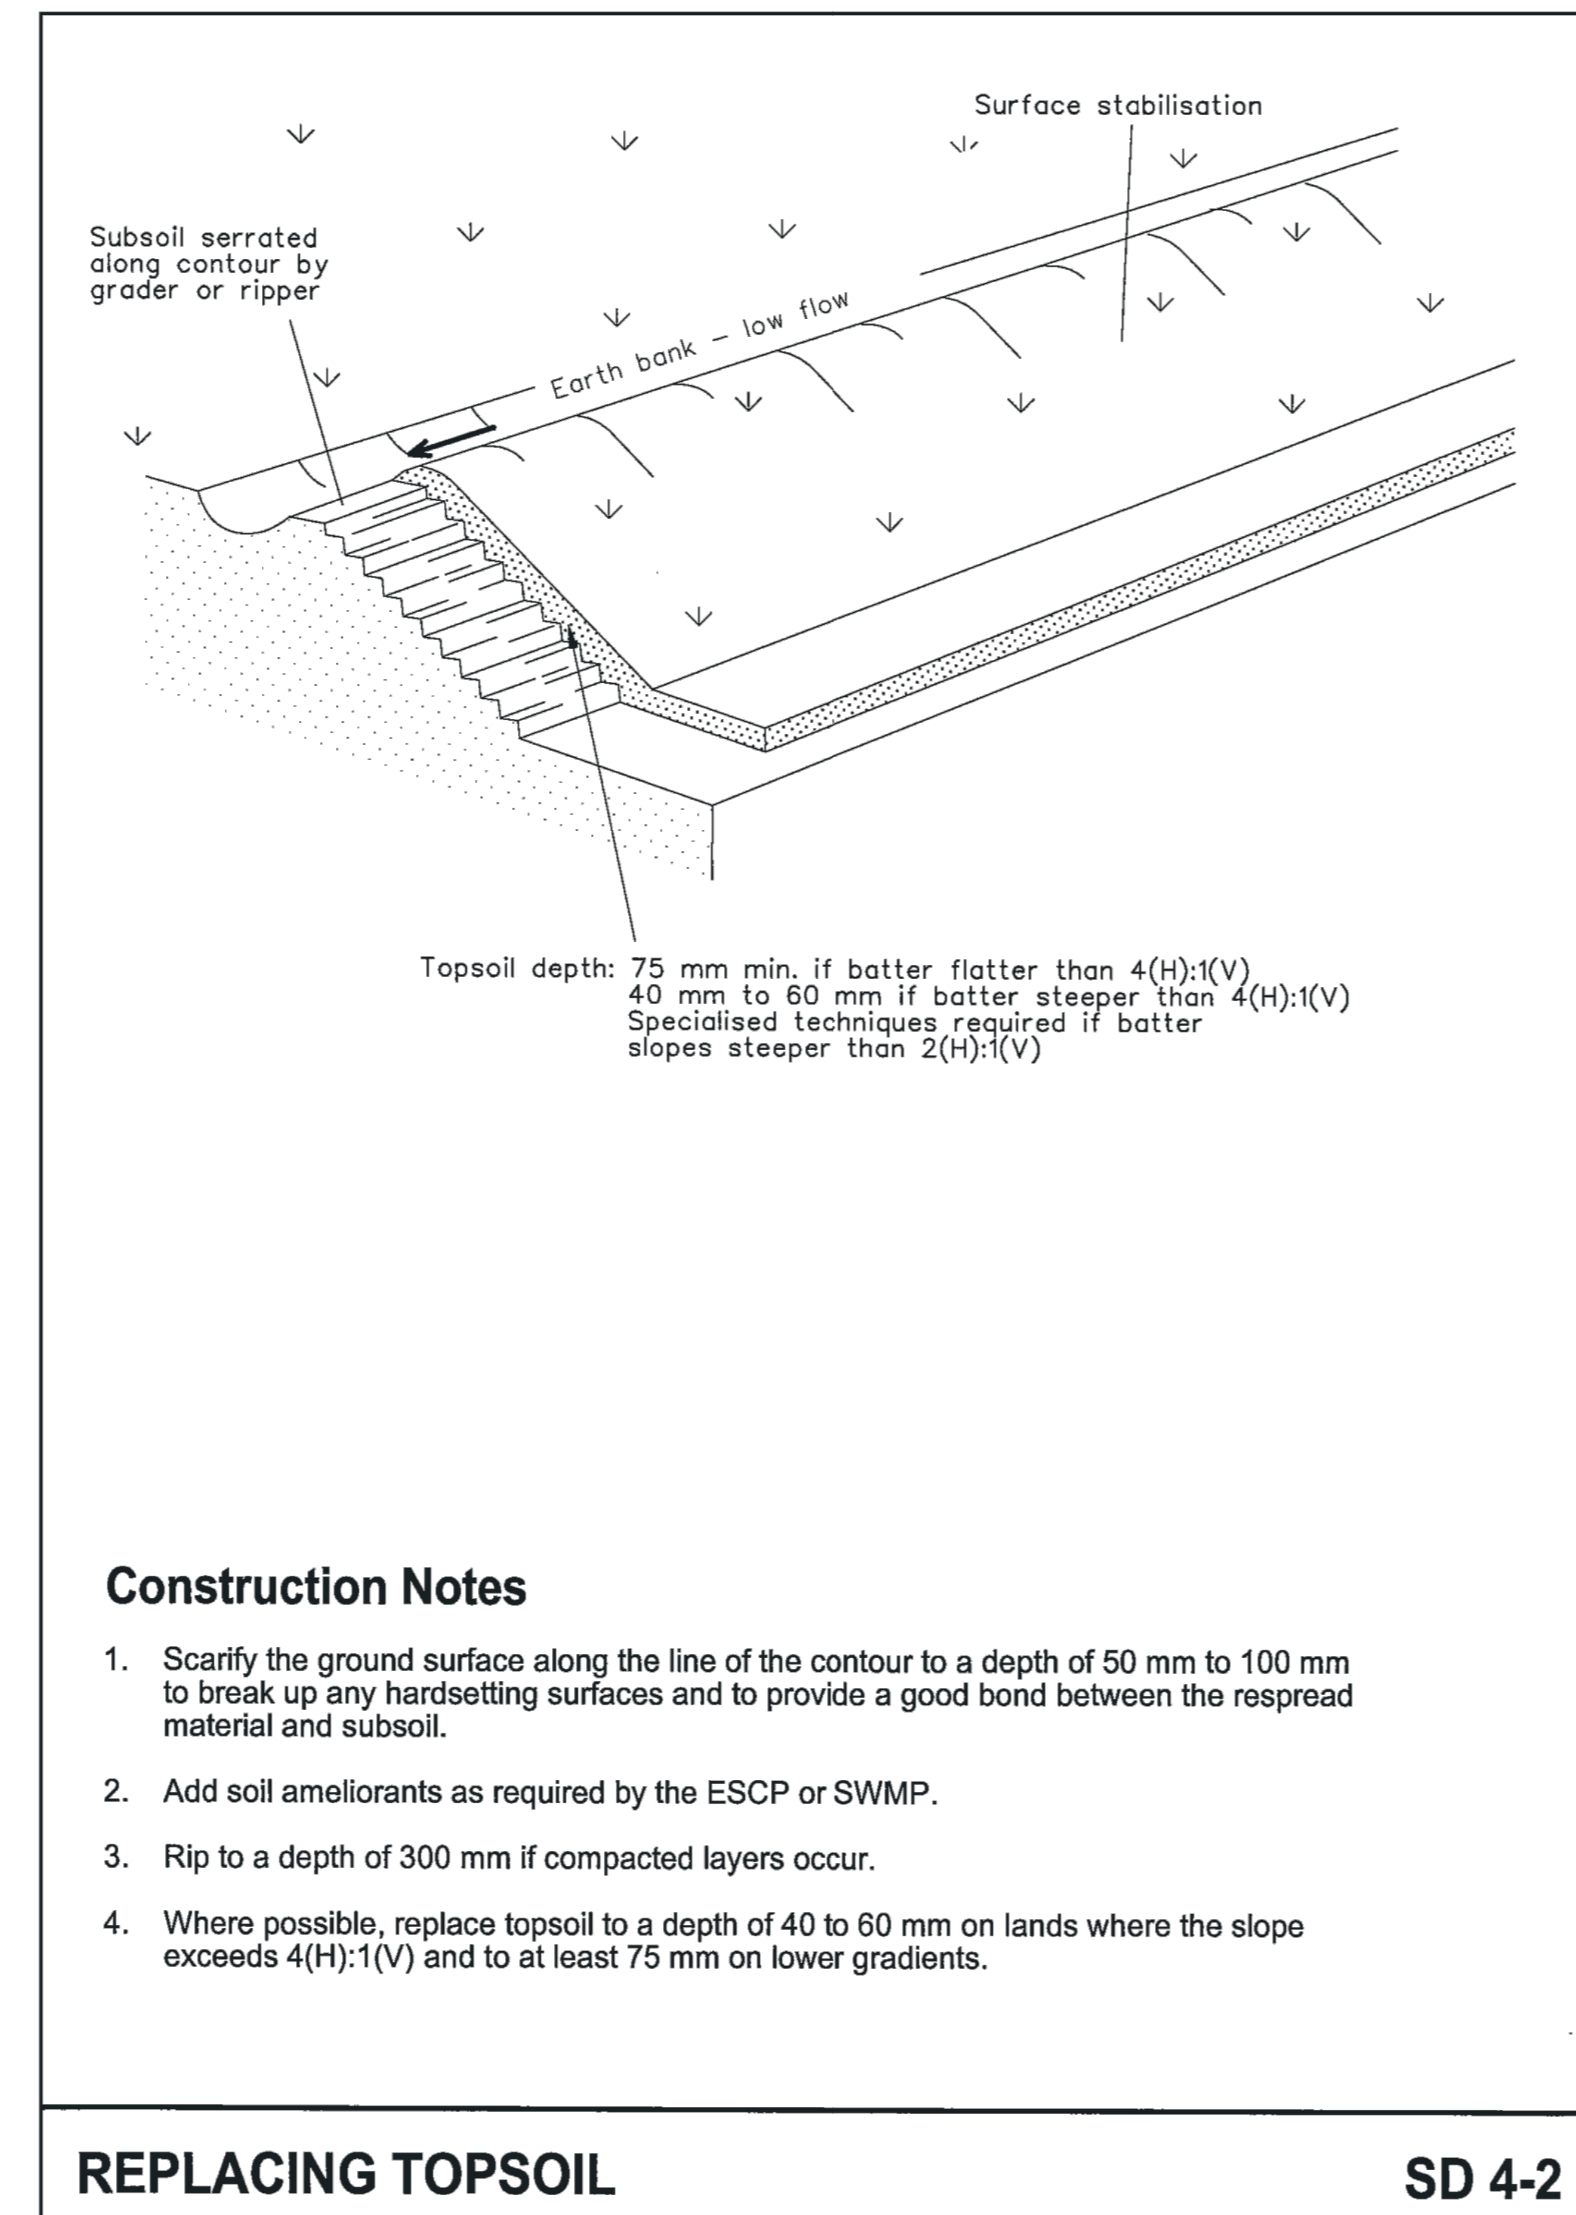 Surface stabilisation
Subsoil serrated
along contour by
grader or ripper
Earth bank - low flow
Topsoil depth: 75 mm min. if batter flatter than 4(H):1(V)
40 mm to 60 mm if batter steeper than 4(H):1(V)
Specialised techniques required if batter
slopes steeper than 2(H):1(V)
Construction Notes
1. Scarify the ground surface along the line of the contour to a depth of 50 mm to 100 mm
to break up any hardsetting surfaces and to provide a good bond between the respread
material and subsoil.
2. Add soil ameliorants as required by the ESCP or SWMP.
3. Rip to a depth of 300 mm if compacted layers occur.
4. Where possible, replace topsoil to a depth of 40 to 60 mm on lands where the slope
exceeds 4(H):1(V) and to at least 75 mm on lower gradients.
REPLACING TOPSOIL
SD 4-2